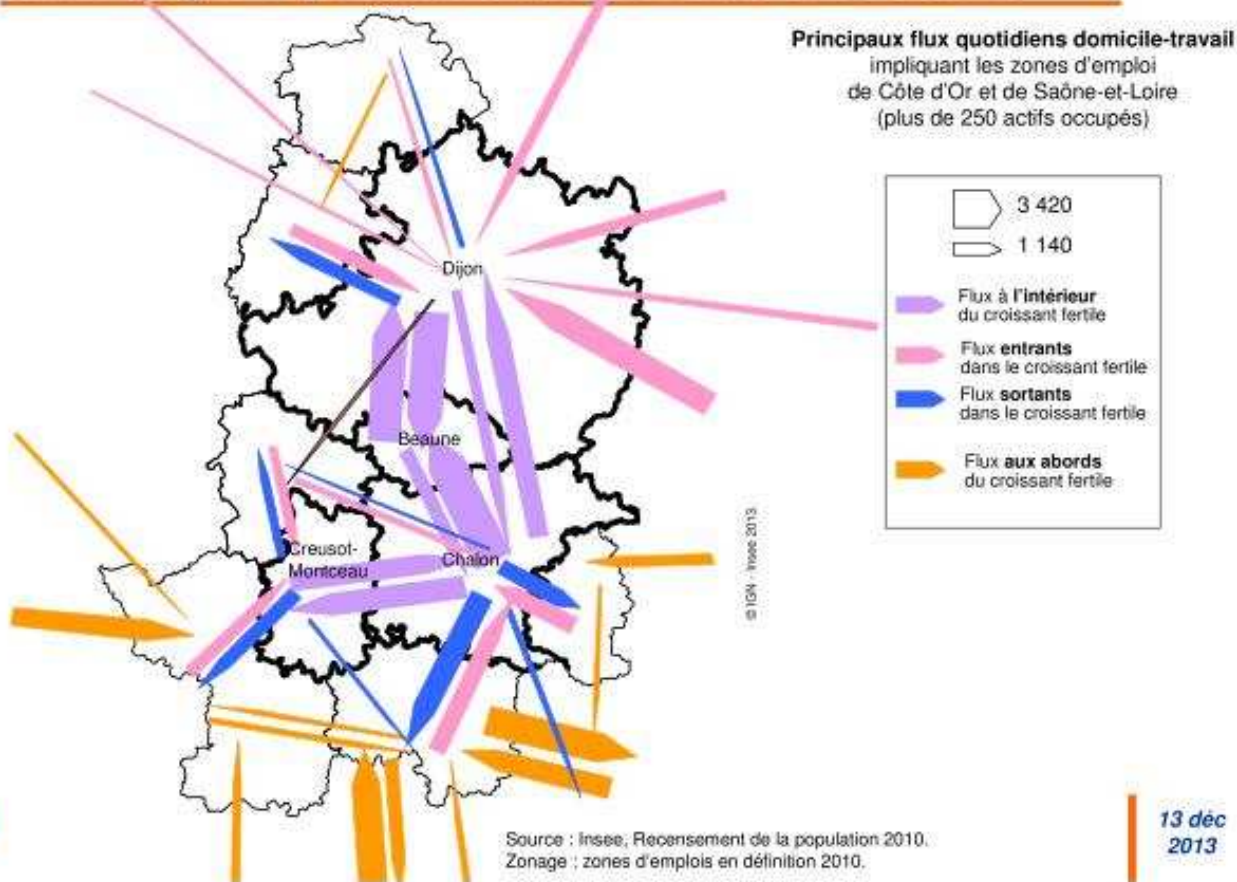 Principaux flux quotidiens domicile-travail
impliquant les zones d'emploi
de Côte d'Or et de Saône-et-Loire
(plus de 250 actifs occupés)
3 420
1 140
Flux à l'intérieur
du croissant fertile
Flux entrants
dans le croissant fertile
Flux sortants
dans le croissant fertile
Flux aux abords
du croissant fertile
Dijon
Beaune
Creusot-
Montceau
Chalon
© IGN - Insee 2013
Source : Insee, Recensement de la population 2010.
Zonage : zones d'emplois en définition 2010.
13 déc
2013